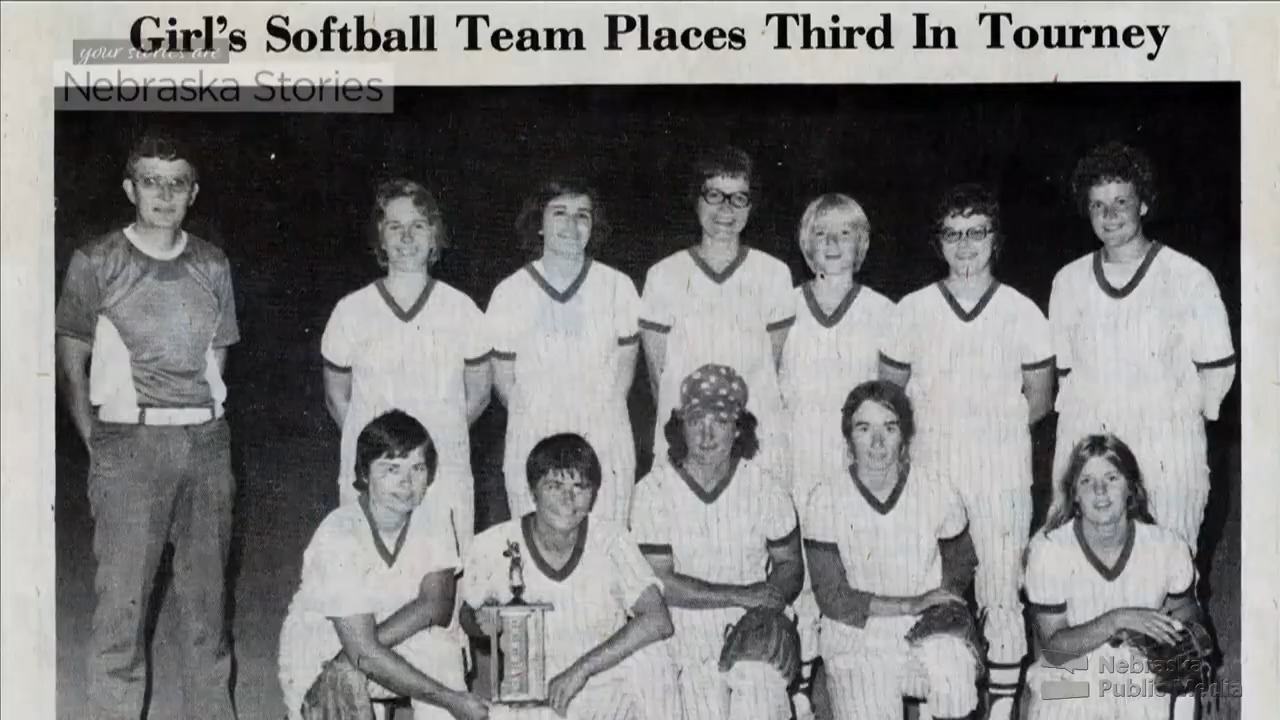 Girl's Softball Team Places Third In Tourney
your stories are
Nebraska Stories
Nebraska
Public Media